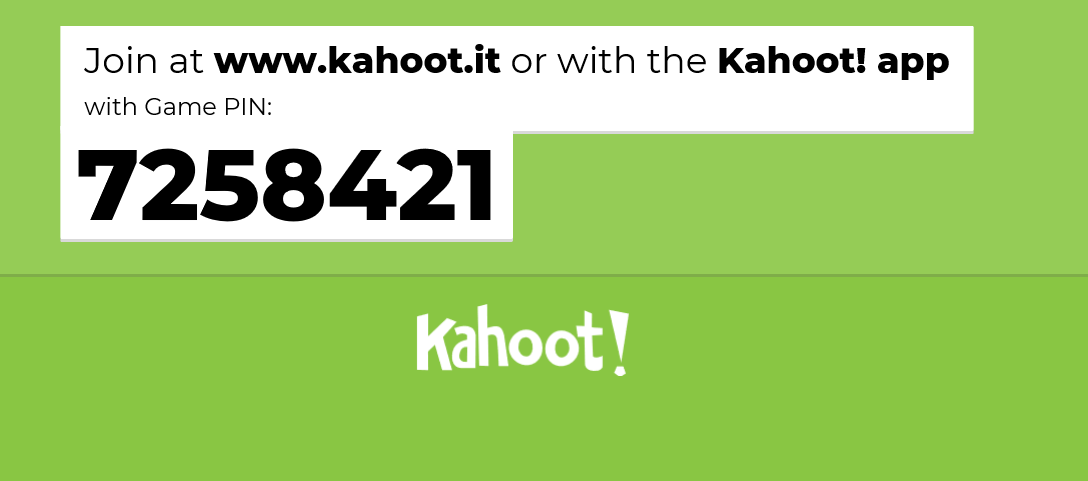 Join at www.kahoot.it or with the Kahoot! app
with Game PIN:
7258421
Kahoot!